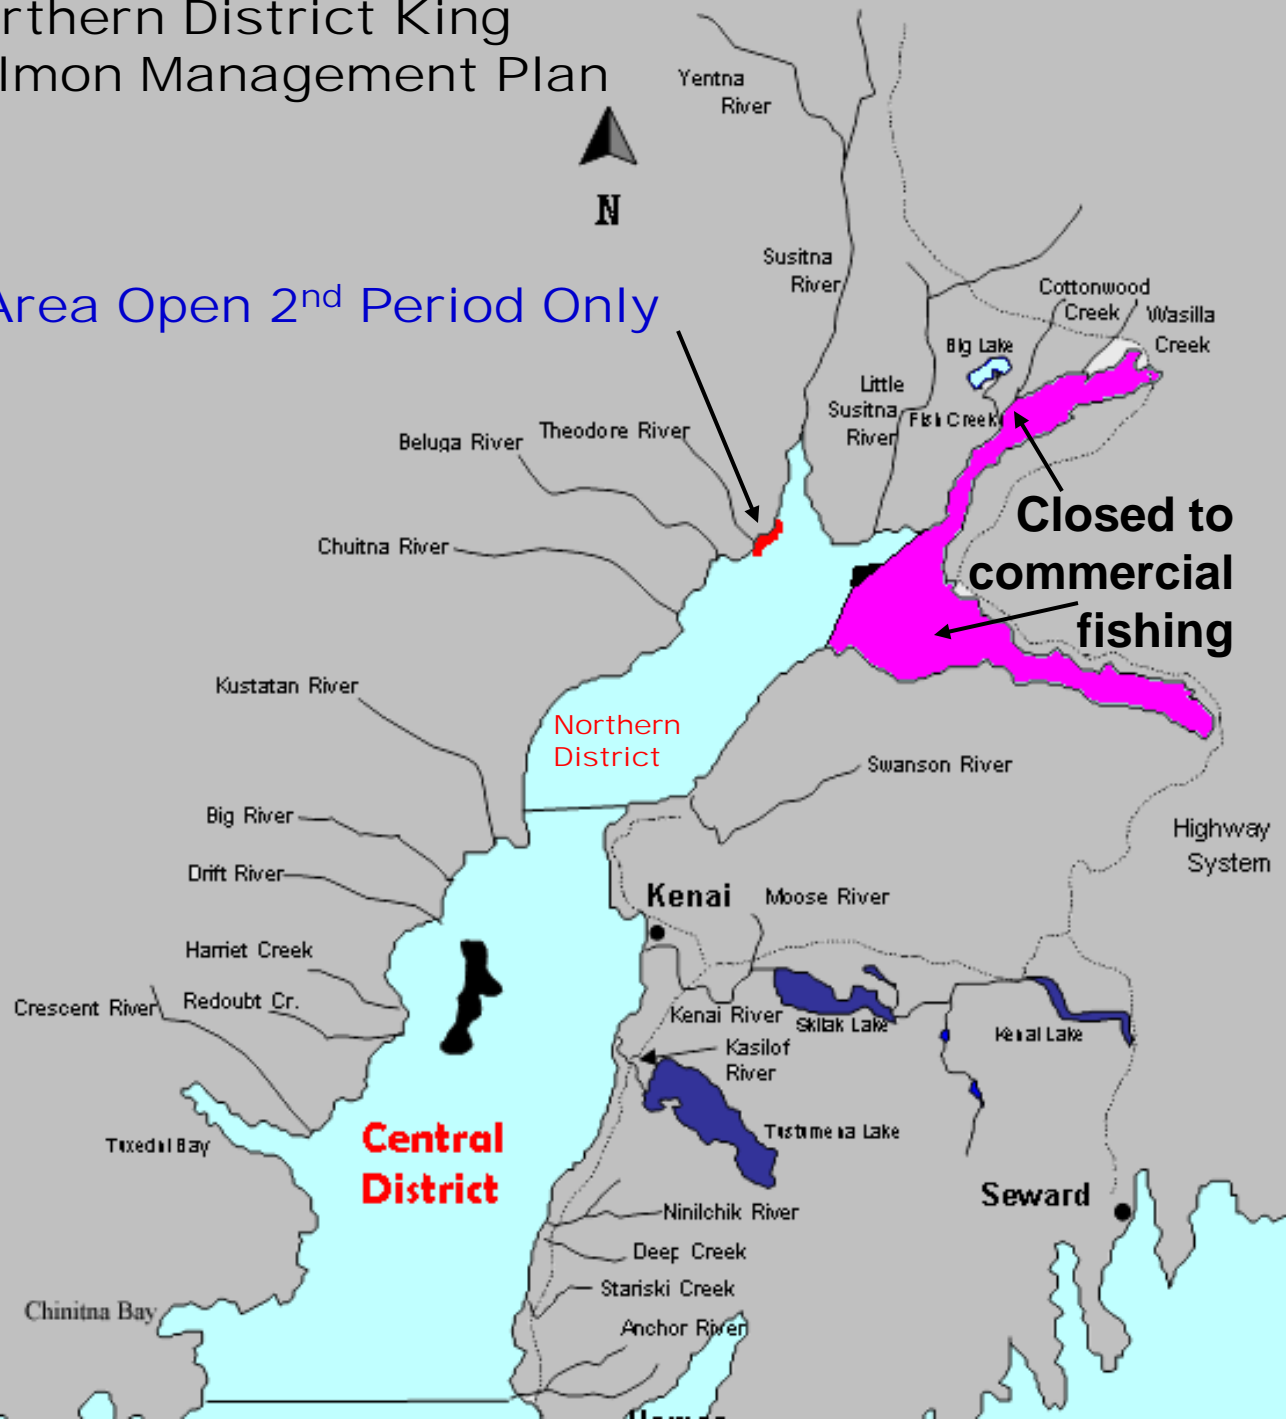 rthern District King
lmon Management Plan
Yentna
River
N
Susitna
River
Area Open 2nd Period Only
Cottonwood
Creek
Wasilla
Creek
Big Lake
Little
Susitna
River
Fish Creek
Beluga River
Theodore River
Chuitna River
Closed to
commercial
fishing
Kustatan River
Northern
District
Swanson River
Big River
Highway
System
Drift River
Kenai
Moose River
Harriet Creek
Crescent River
Redoubt Cr.
Kenai River
Skilak Lake
Kenai Lake
Kasilof
River
Tuxedni Bay
Central
District
Tustumena Lake
Seward
Ninilchik River
Deep Creek
Stariski Creek
Chinitna Bay
Anchor River